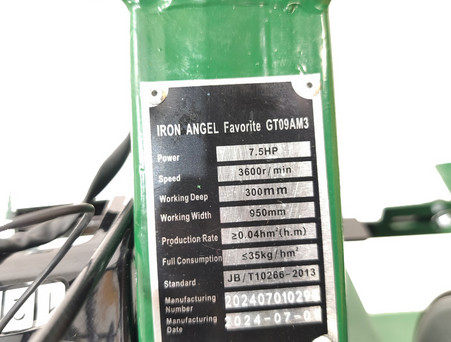 IRON ANGEL Favorite GT09AM3
Power 7.5HP
Speed 3600r/min
Working Deep 300mm
Working Width 950mm
Production Rate ≥0.04hm²(h.m)
Full Consumption ≤35kg/hm²
Standard JB/T10266-2013
Manufacturing
Number
Manufacturing
Date